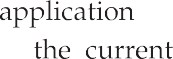 application
the current